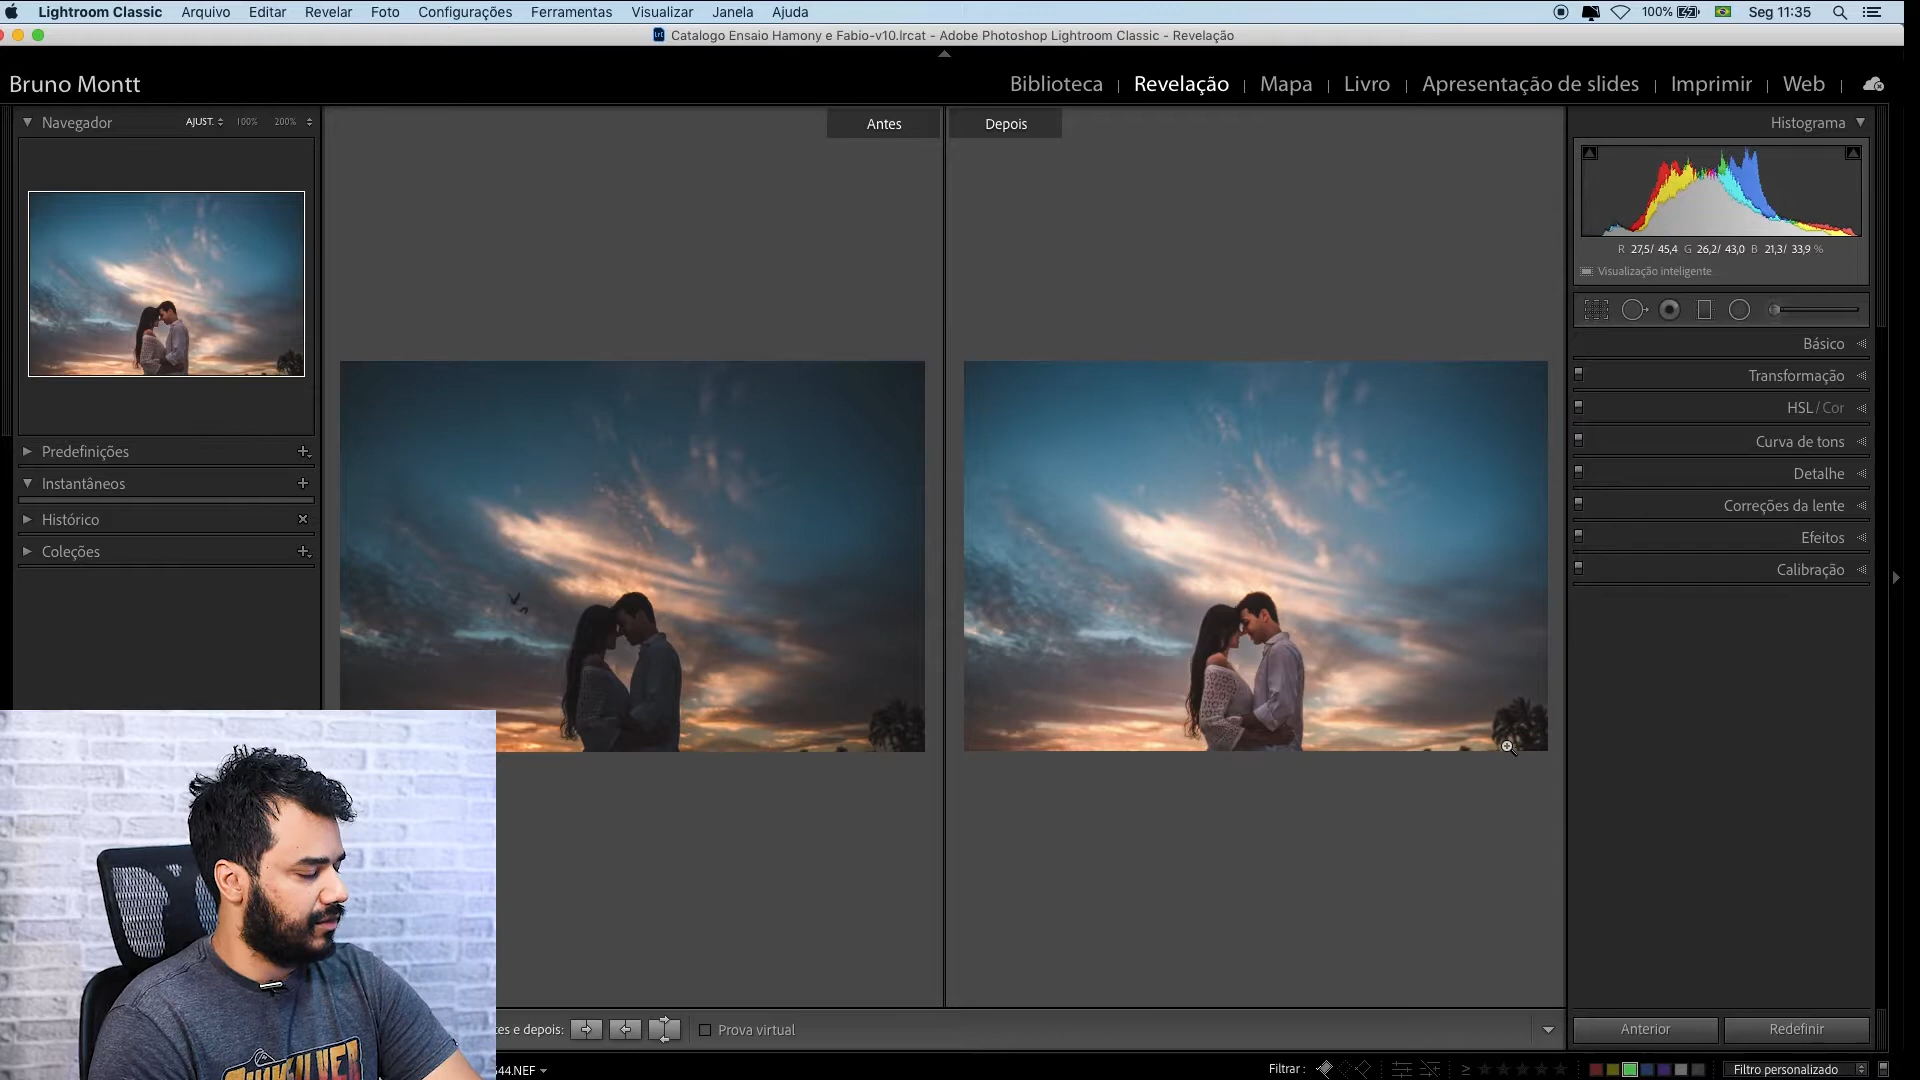 Lightroom Classic Arquivo Editar Revelar Foto Configurações Ferramentas Visualizar Janela Ajuda 100% Seg 11:35
Catalogo Ensaio Hamony e Fabio-v10.lrcat - Adobe Photoshop Lightroom Classic - Revelação
Bruno Montt
Biblioteca | Revelação | Mapa | Livro | Apresentação de slides | Imprimir | Web |
Navegador AJUST. 100% 200%
Antes
Depois
Histograma
R 27,5/ 45,4 G 26,2/ 43,0 B 21,3/ 33,9 %
Visualização inteligente
Básico
Transformação
HSL / Cor
Curva de tons
Detalhe
Correções da lente
Efeitos
Calibração
Predefinições
Instantâneos
Histórico
Coleções
QUIKSILVER
es e depois:
Prova virtual
Anterior
Redefinir
44.NEF
Filtrar :
≥
Filtro personalizado